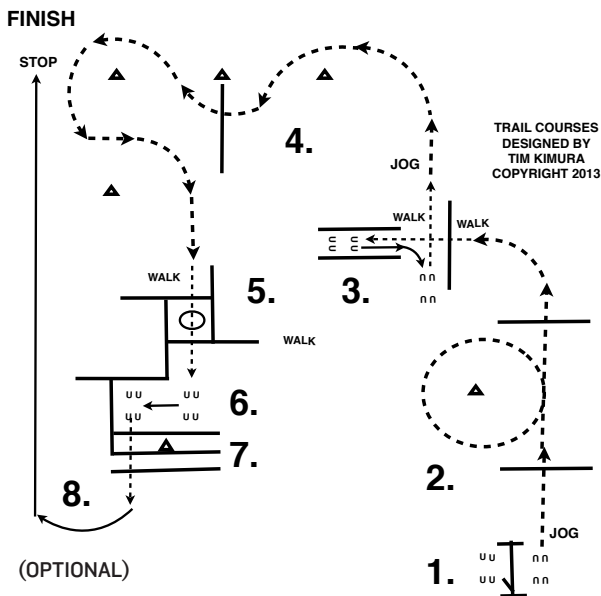 FINISH
STOP
TRAIL COURSES
DESIGNED BY
TIM KIMURA
COPYRIGHT 2013
4.
JOG
WALK
WALK
3.
WALK
5.
WALK
6.
7.
2.
8.
JOG
1.
(OPTIONAL)